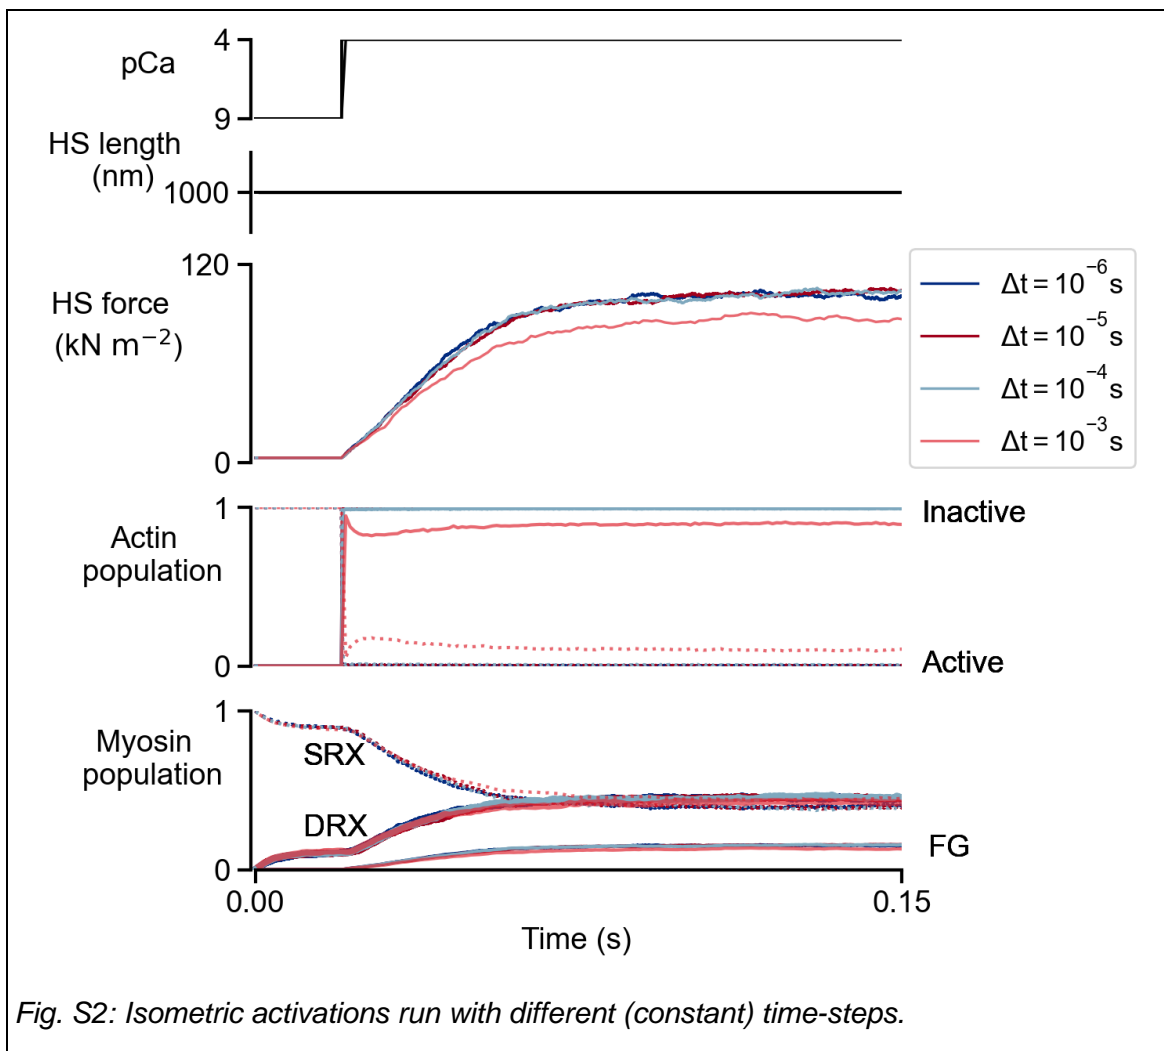 4
pCa
9
HS length
(nm)
1000
120
HS force
(kN m⁻²)
0
Δt = 10⁻⁶ s
Δt = 10⁻⁵ s
Δt = 10⁻⁴ s
Δt = 10⁻³ s
1
Inactive
Actin
population
0
Active
1
Myosin
population
SRX
DRX
FG
0
0.00
0.15
Time (s)
Fig. S2: Isometric activations run with different (constant) time-steps.